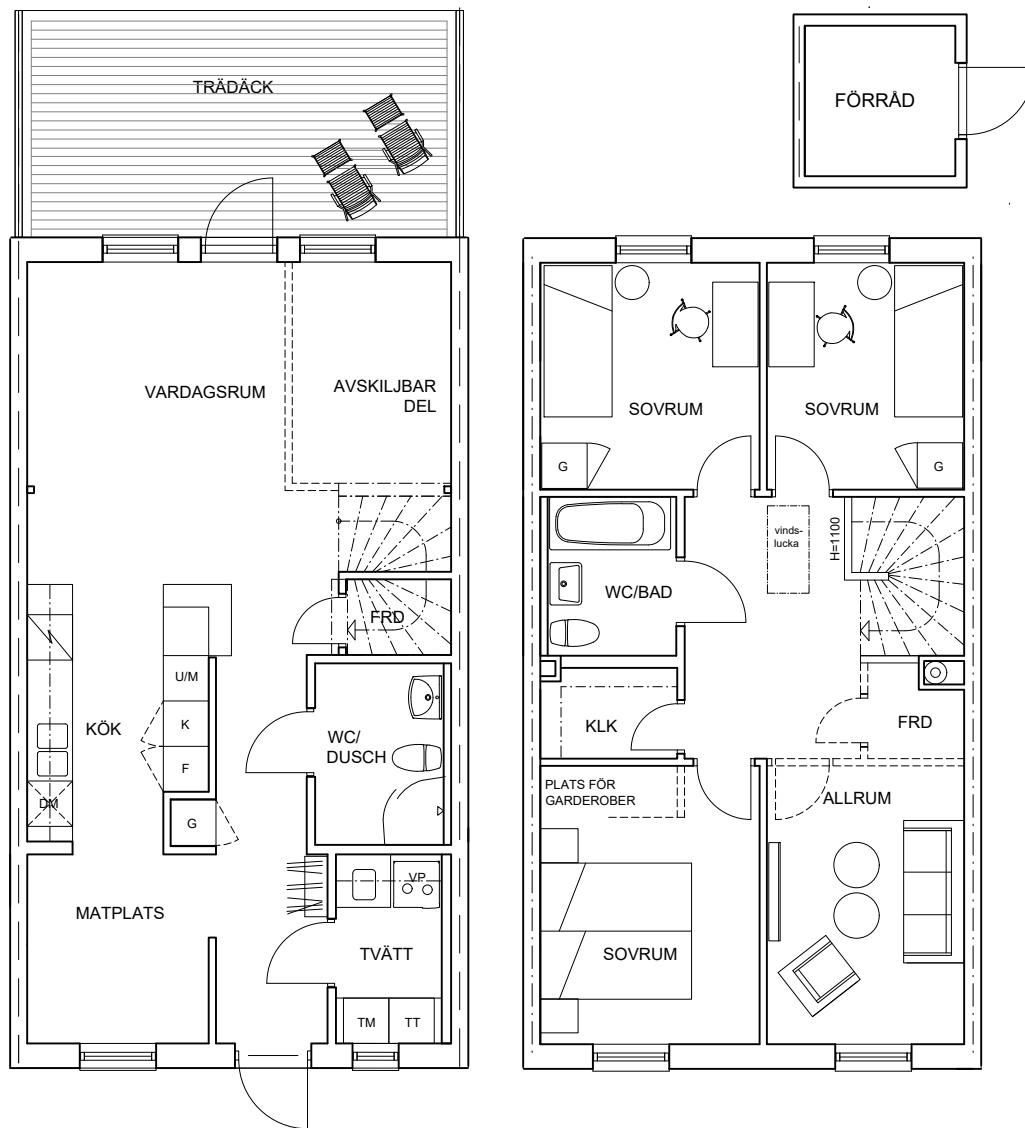 TRÄDÄCK
FÖRRÅD
VARDAGSRUM
AVSKILJBAR
DEL
FRD
U/M
K
F
KÖK
DM
G
WC/
DUSCH
MATPLATS
VP
TVÄTT
TM
TT
SOVRUM
SOVRUM
G
G
vinds-
lucka
H=1100
WC/BAD
KLK
FRD
PLATS FÖR
GARDEROBER
ALLRUM
SOVRUM